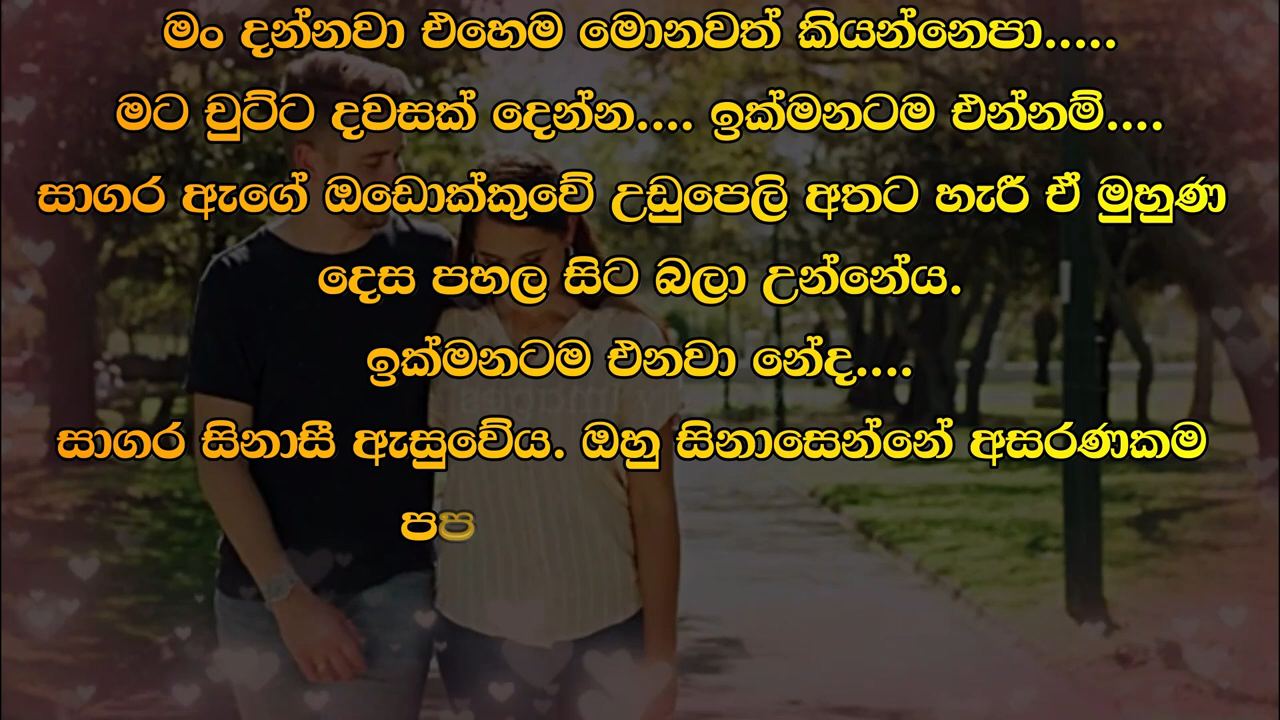 මං දන්නවා එහෙම මොනවත් කියන්නෙපා.....
මට චුට්ට දවසක් දෙන්න.... ඉක්මනටම එන්නම්....
සාගර ඇගේ ඔඩොක්කුවේ උඩුපෙලි අතට හැරී ඒ මුහුණ
දෙස පහල සිට බලා උන්නේය.
ඉක්මනටම එනවා නේද....
සාගර සිනාසී ඇසුවේය. ඔහු සිනාසෙන්නේ අසරණකම
පප